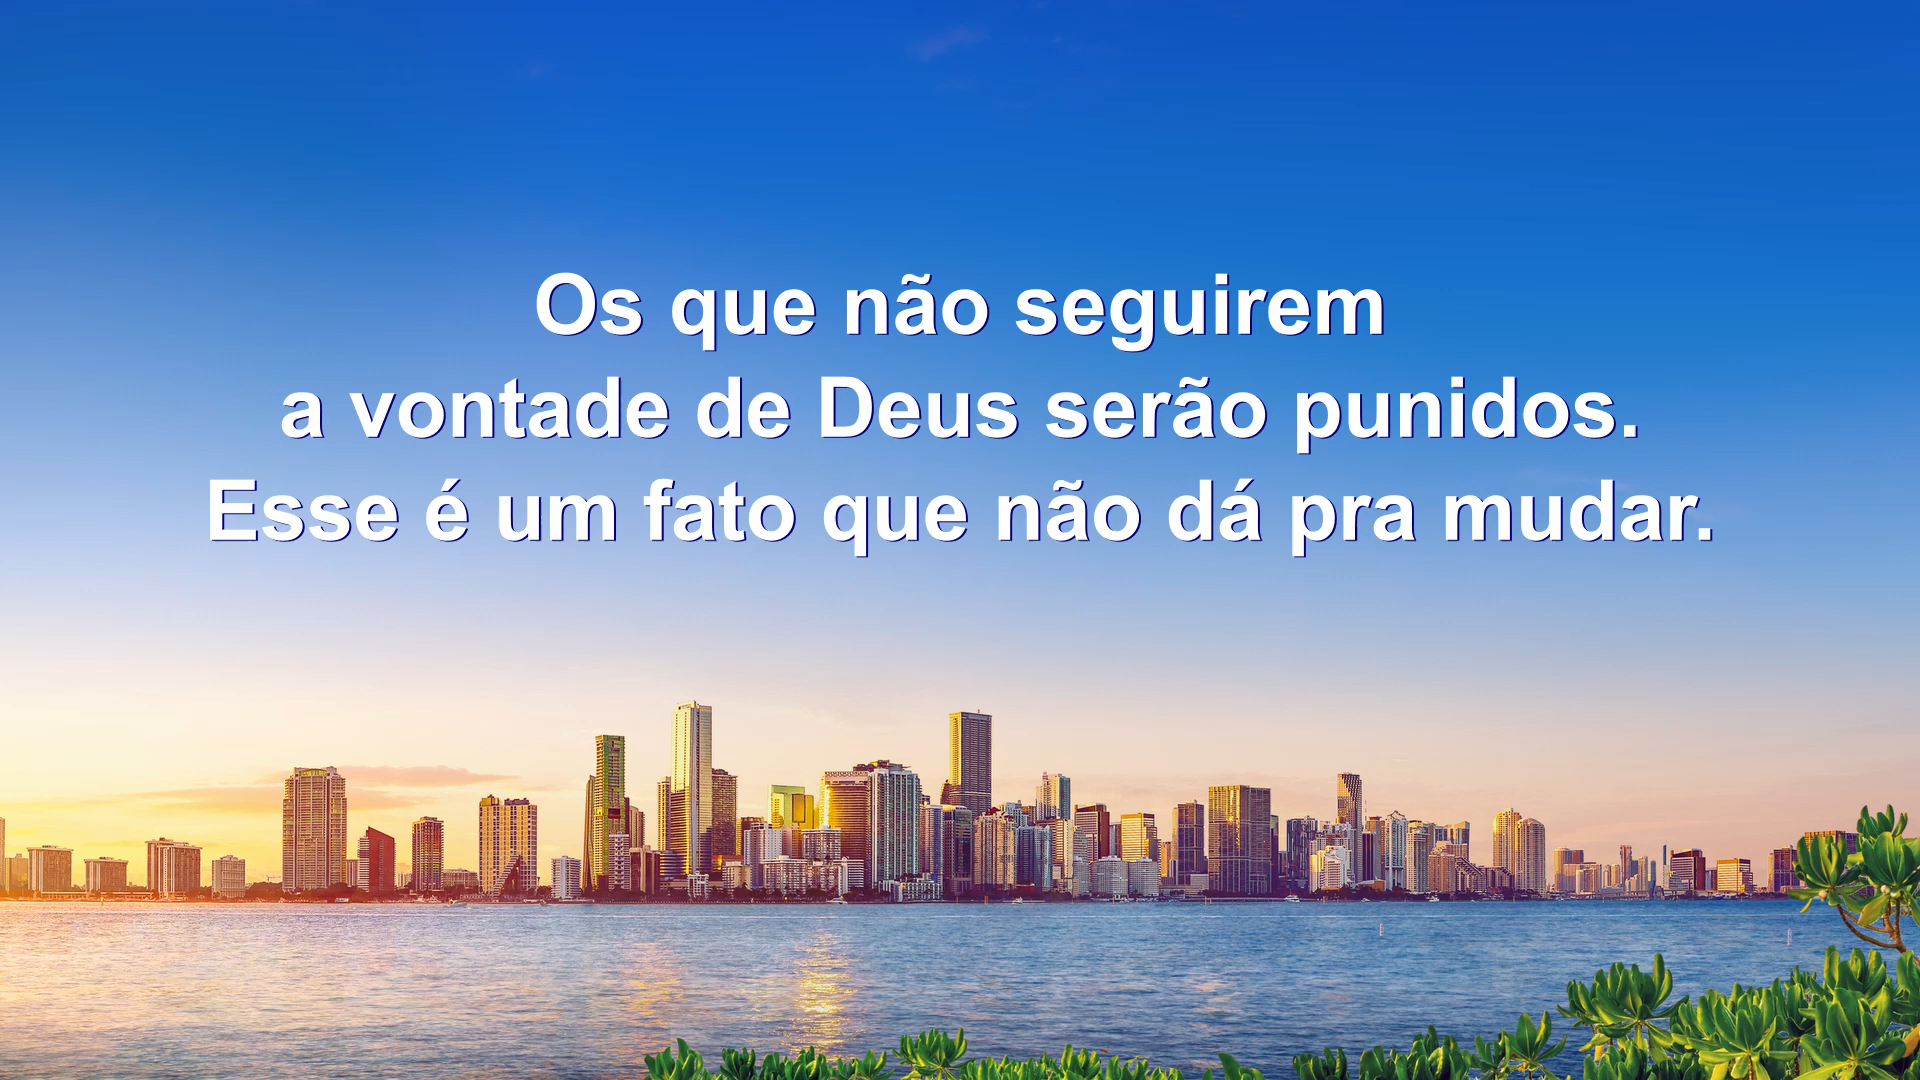 Os que não seguirem
a vontade de Deus serão punidos.
Esse é um fato que não dá pra mudar.